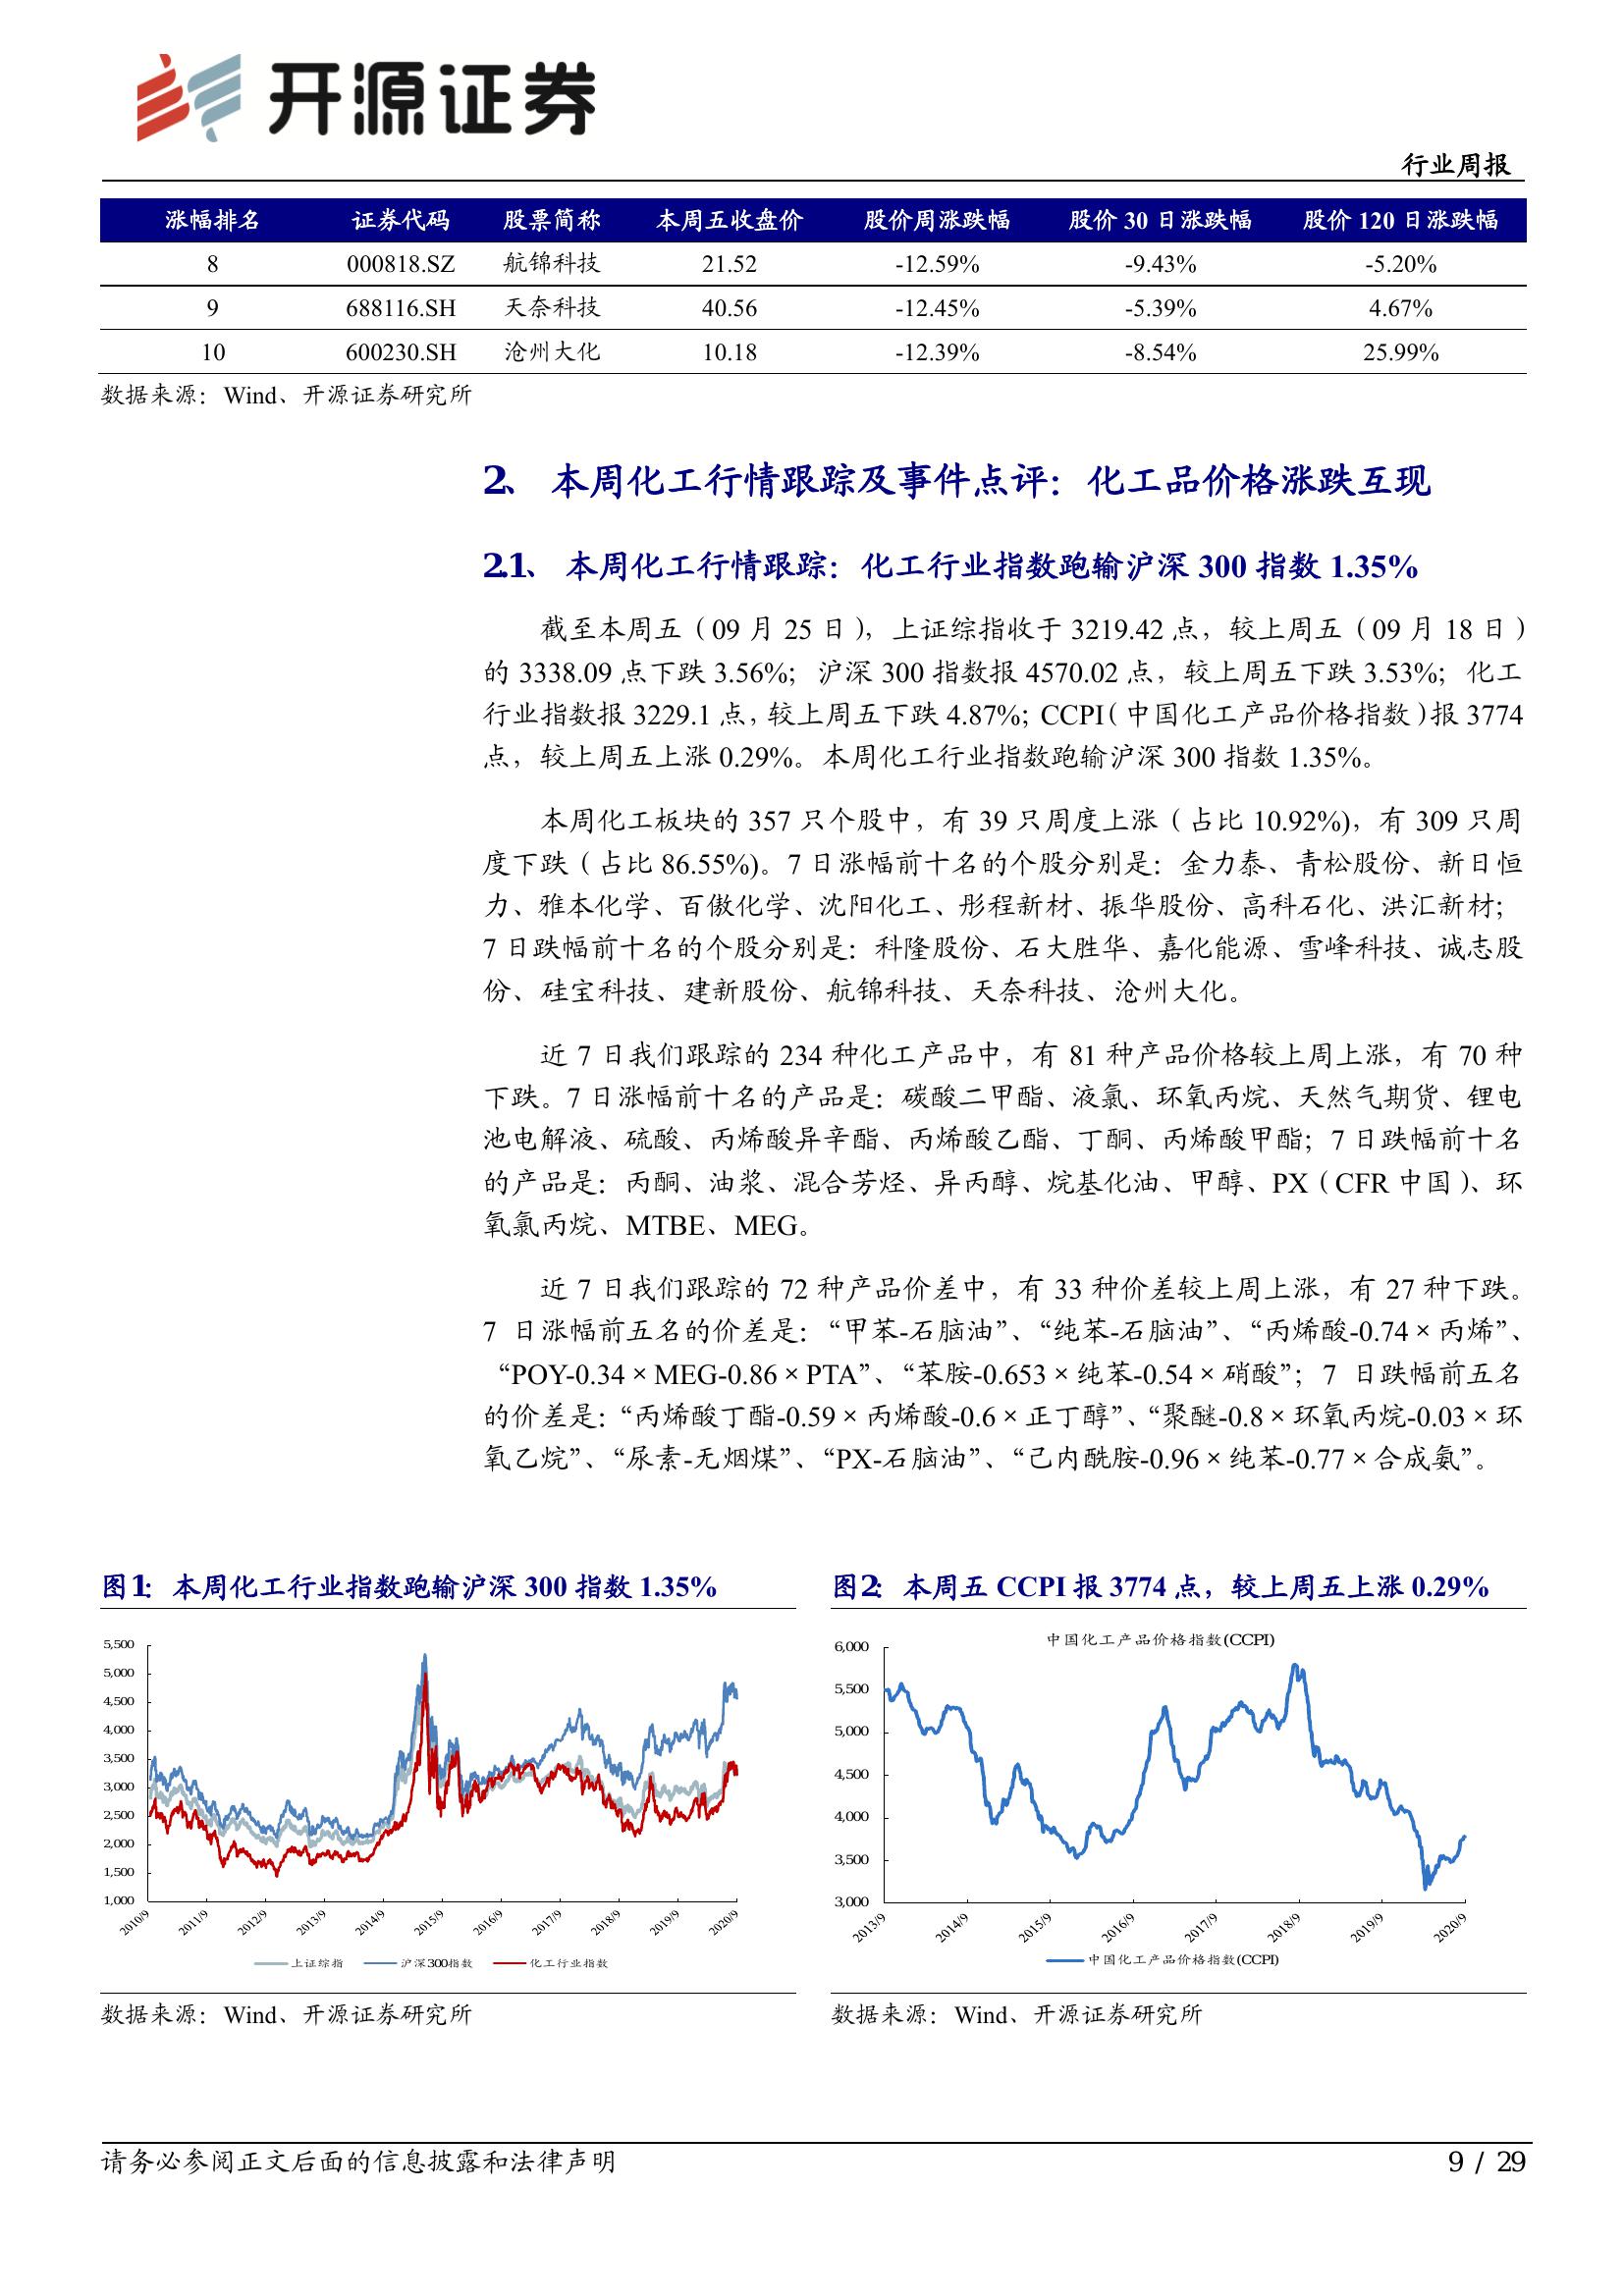 开源证券
行业周报
涨幅排名 证券代码 股票简称 本周五收盘价 股价周涨跌幅 股价 30 日涨跌幅 股价 120 日涨跌幅
8 000818.SZ 航锦科技 21.52 -12.59% -9.43% -5.20%
9 688116.SH 天奈科技 40.56 -12.45% -5.39% 4.67%
10 600230.SH 沧州大化 10.18 -12.39% -8.54% 25.99%
数据来源：Wind、开源证券研究所
2、 本周化工行情跟踪及事件点评：化工品价格涨跌互现
2.1、 本周化工行情跟踪：化工行业指数跑输沪深 300 指数 1.35%
截至本周五（09 月 25 日），上证综指收于 3219.42 点，较上周五（09 月 18 日）
的 3338.09 点下跌 3.56%；沪深 300 指数报 4570.02 点，较上周五下跌 3.53%；化工
行业指数报 3229.1 点，较上周五下跌 4.87%；CCPI（中国化工产品价格指数）报 3774
点，较上周五上涨 0.29%。本周化工行业指数跑输沪深 300 指数 1.35%。
本周化工板块的 357 只个股中，有 39 只周度上涨（占比 10.92%），有 309 只周
度下跌（占比 86.55%）。7 日涨幅前十名的个股分别是：金力泰、青松股份、新日恒
力、雅本化学、百傲化学、沈阳化工、彤程新材、振华股份、高科石化、洪汇新材；
7 日跌幅前十名的个股分别是：科隆股份、石大胜华、嘉化能源、雪峰科技、诚志股
份、硅宝科技、建新股份、航锦科技、天奈科技、沧州大化。
近 7 日我们跟踪的 234 种化工产品中，有 81 种产品价格较上周上涨，有 70 种
下跌。7 日涨幅前十名的产品是：碳酸二甲酯、液氯、环氧丙烷、天然气期货、锂电
池电解液、硫酸、丙烯酸异辛酯、丙烯酸乙酯、丁酮、丙烯酸甲酯；7 日跌幅前十名
的产品是：丙酮、油浆、混合芳烃、异丙醇、烷基化油、甲醇、PX（CFR 中国）、环
氧氯丙烷、MTBE、MEG。
近 7 日我们跟踪的 72 种产品价差中，有 33 种价差较上周上涨，有 27 种下跌。
7 日涨幅前五名的价差是：“甲苯-石脑油”、“纯苯-石脑油”、“丙烯酸-0.74×丙烯”、
“POY-0.34×MEG-0.86×PTA”、“苯胺-0.653×纯苯-0.54×硝酸”；7 日跌幅前五名
的价差是：“丙烯酸丁酯-0.59×丙烯酸-0.6×正丁醇”、“聚醚-0.8×环氧丙烷-0.03×环
氧乙烷”、“尿素-无烟煤”、“PX-石脑油”、“己内酰胺-0.96×纯苯-0.77×合成氨”。
图1： 本周化工行业指数跑输沪深 300 指数 1.35%
5,500
5,000
4,500
4,000
3,500
3,000
2,500
2,000
1,500
1,000
2010/9 2011/9 2012/9 2013/9 2014/9 2015/9 2016/9 2017/9 2018/9 2019/9 2020/9
上证综指 沪深300指数 化工行业指数
数据来源：Wind、开源证券研究所
图2： 本周五 CCPI 报 3774 点，较上周五上涨 0.29%
中国化工产品价格指数(CCPI)
6,000
5,500
5,000
4,500
4,000
3,500
3,000
2013/9 2014/9 2015/9 2016/9 2017/9 2018/9 2019/9 2020/9
中国化工产品价格指数(CCPI)
数据来源：Wind、开源证券研究所
请务必参阅正文后面的信息披露和法律声明
9 / 29